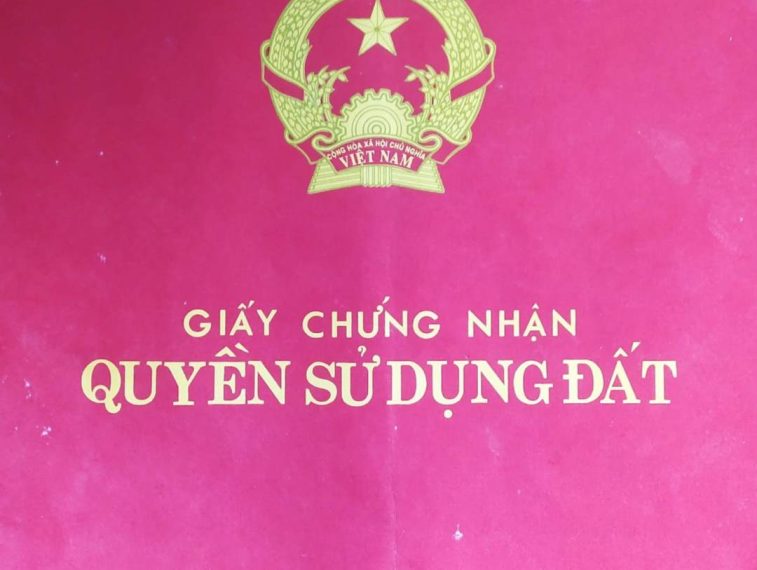 CỘNG HÒA XÃ HỘI CHỦ NGHĨA
VIỆT NAM
GIẤY CHỨNG NHẬN
QUYỀN SỬ DỤNG ĐẤT